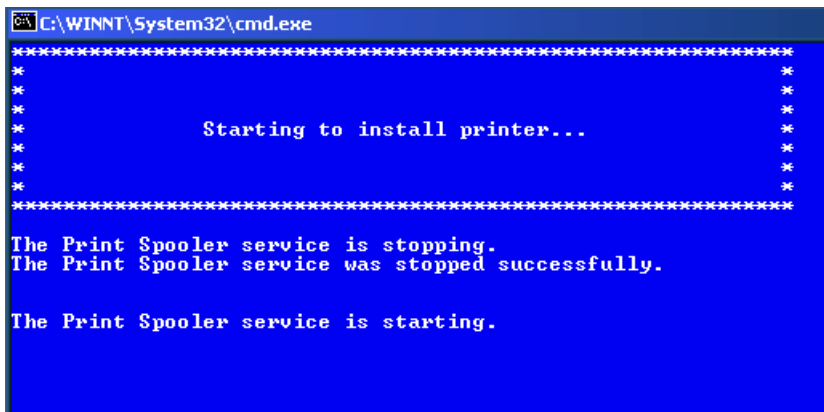 C:\WINNT\System32\cmd.exe
*************************************************************
*                                                           *
*                                                           *
*                                                           *
*              Starting to install printer...               *
*                                                           *
*                                                           *
*                                                           *
*************************************************************
The Print Spooler service is stopping.
The Print Spooler service was stopped successfully.
The Print Spooler service is starting.